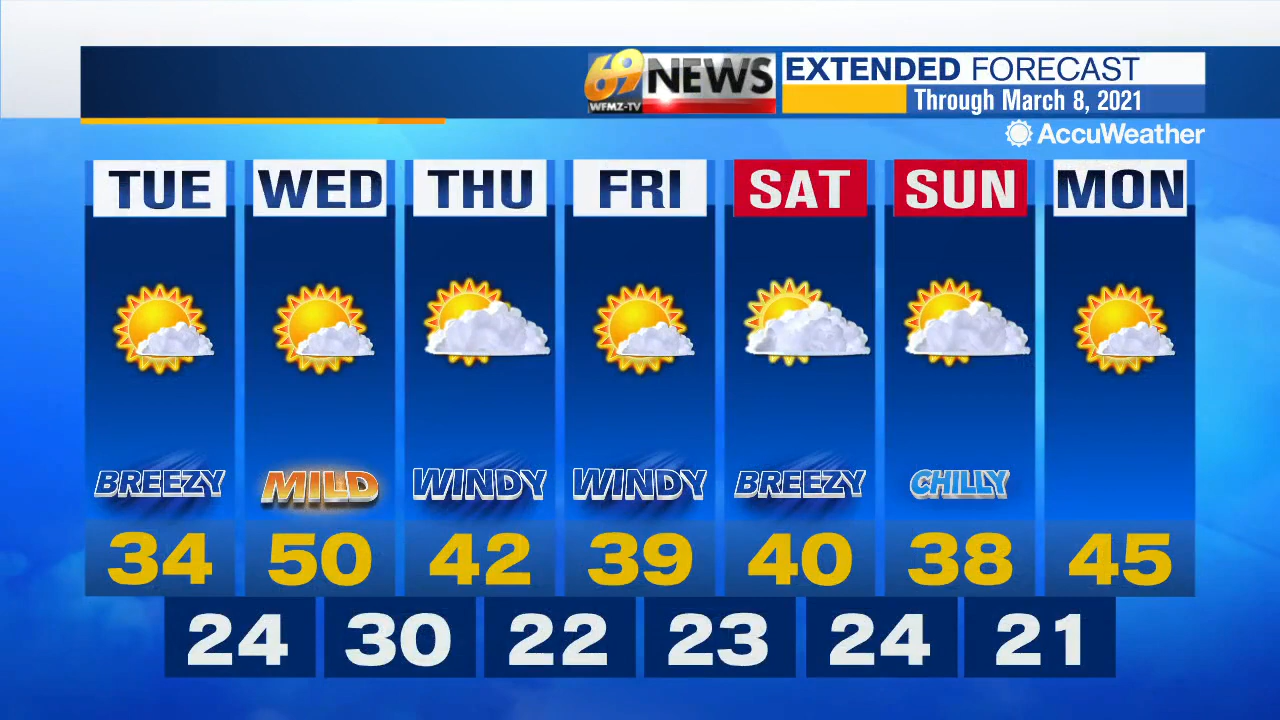 69 NEWS
WFMZ-TV
EXTENDED FORECAST
Through March 8, 2021
AccuWeather
TUE WED THU FRI SAT SUN MON
BREEZY MILD WINDY WINDY BREEZY CHILLY
34 50 42 39 40 38 45
24 30 22 23 24 21